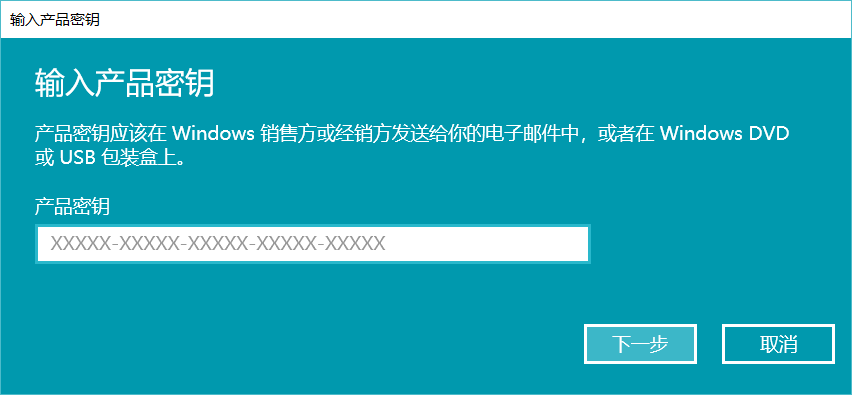 输入产品密钥
输入产品密钥
产品密钥应该在 Windows 销售方或经销方发送给你的电子邮件中，或者在 Windows DVD
或 USB 包装盒上。
产品密钥
XXXXX-XXXXX-XXXXX-XXXXX-XXXXX
下一步
取消